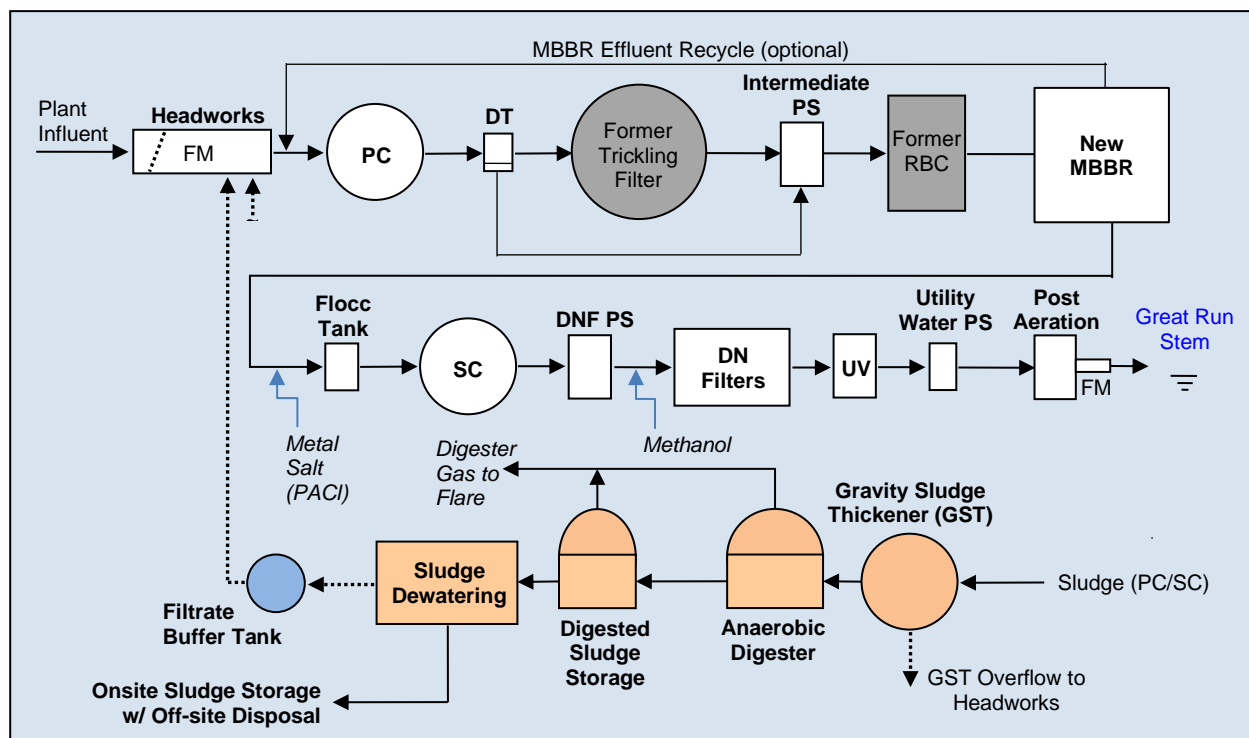 MBBR Effluent Recycle (optional)
Plant
Influent
Headworks
FM
PC
DT
Former
Trickling
Filter
Intermediate
PS
Former
RBC
New
MBBR
Flocc
Tank
SC
DNF PS
DN
Filters
UV
Utility
Water PS
Post
Aeration
FM
Great Run
Stem
Metal
Salt
(PACl)
Methanol
Digester
Gas to
Flare
Gravity Sludge
Thickener (GST)
Sludge (PC/SC)
Sludge
Dewatering
Filtrate
Buffer Tank
Digested
Sludge
Storage
Anaerobic
Digester
GST Overflow to
Headworks
Onsite Sludge Storage
w/ Off-site Disposal